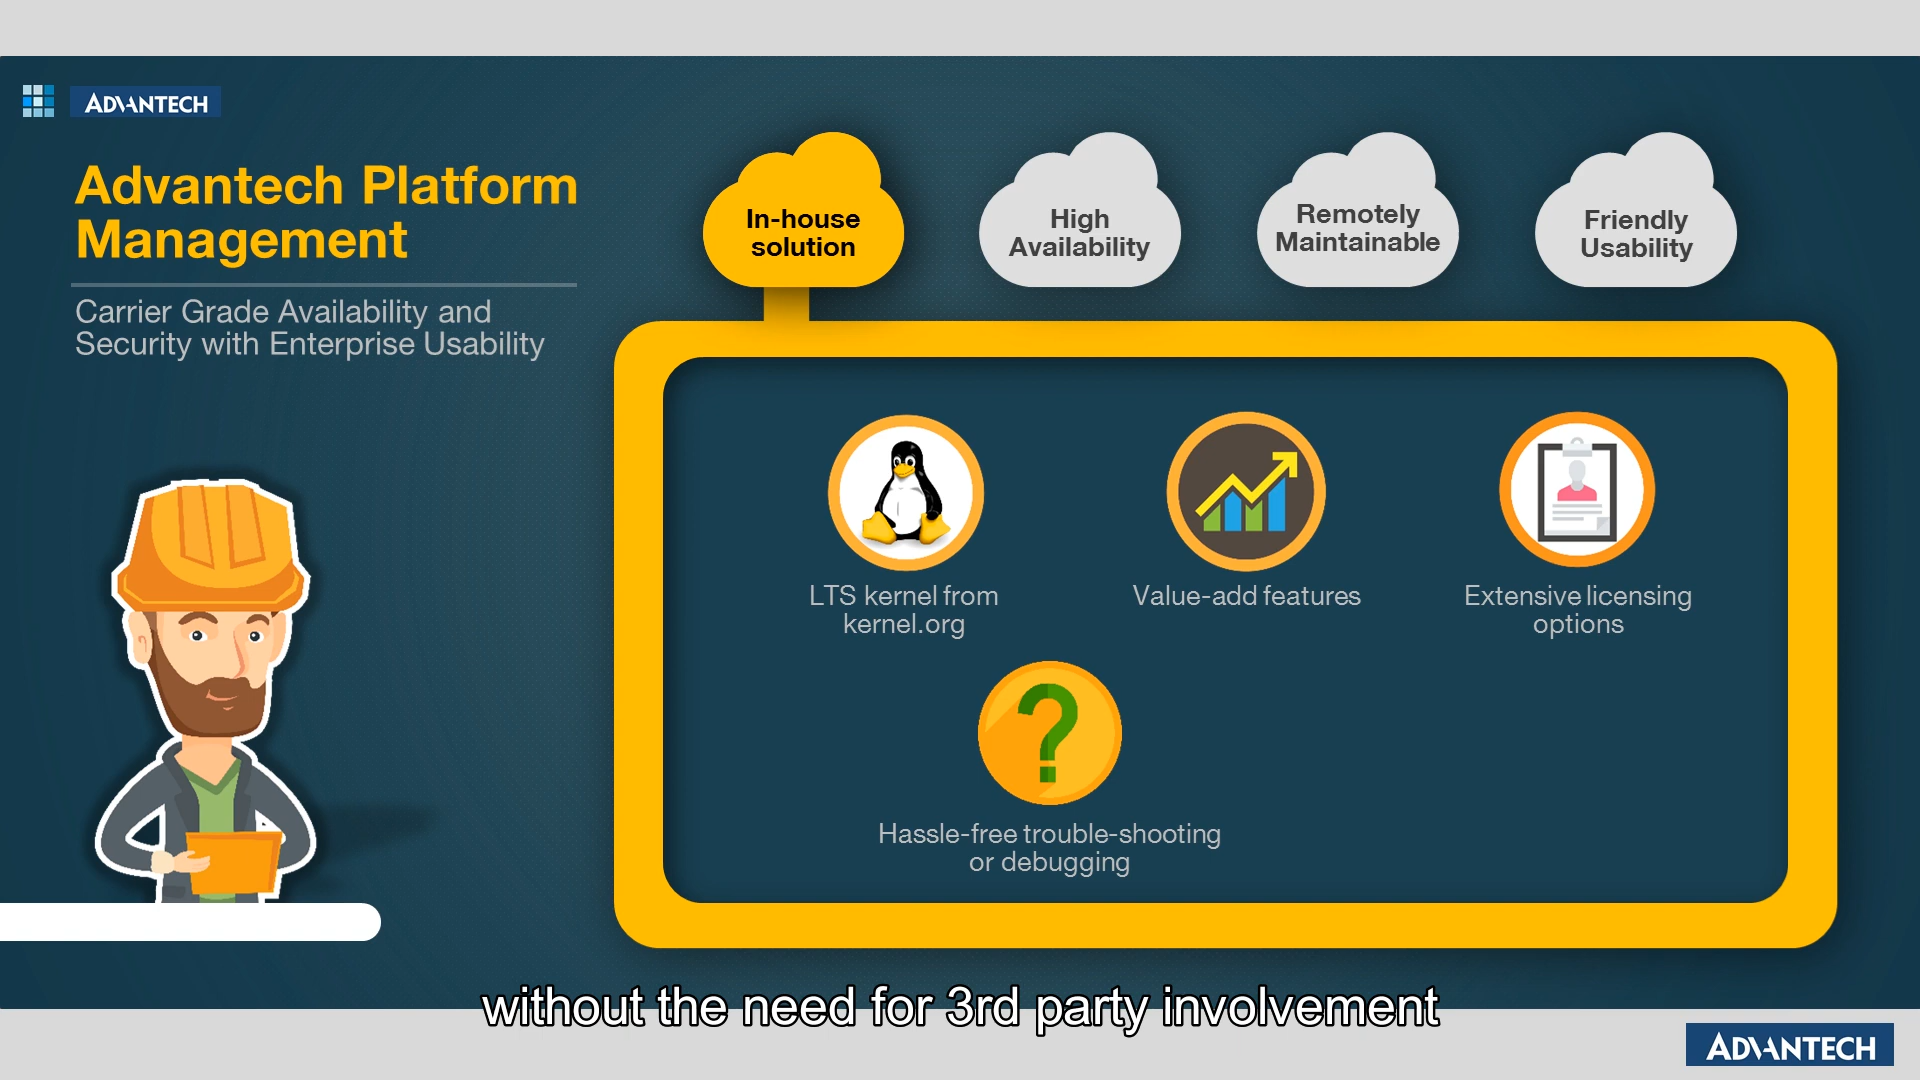 ADVANTECH
Advantech Platform
Management
Carrier Grade Availability and
Security with Enterprise Usability
In-house
solution
High
Availability
Remotely
Maintainable
Friendly
Usability
LTS kernel from
kernel.org
Value-add features
Extensive licensing
options
Hassle-free trouble-shooting
or debugging
without the need for 3rd party involvement
ADVANTECH